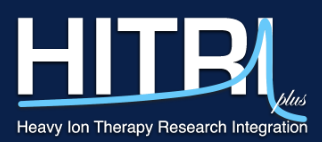 HITRI
plus
Heavy Ion Therapy Research Integration